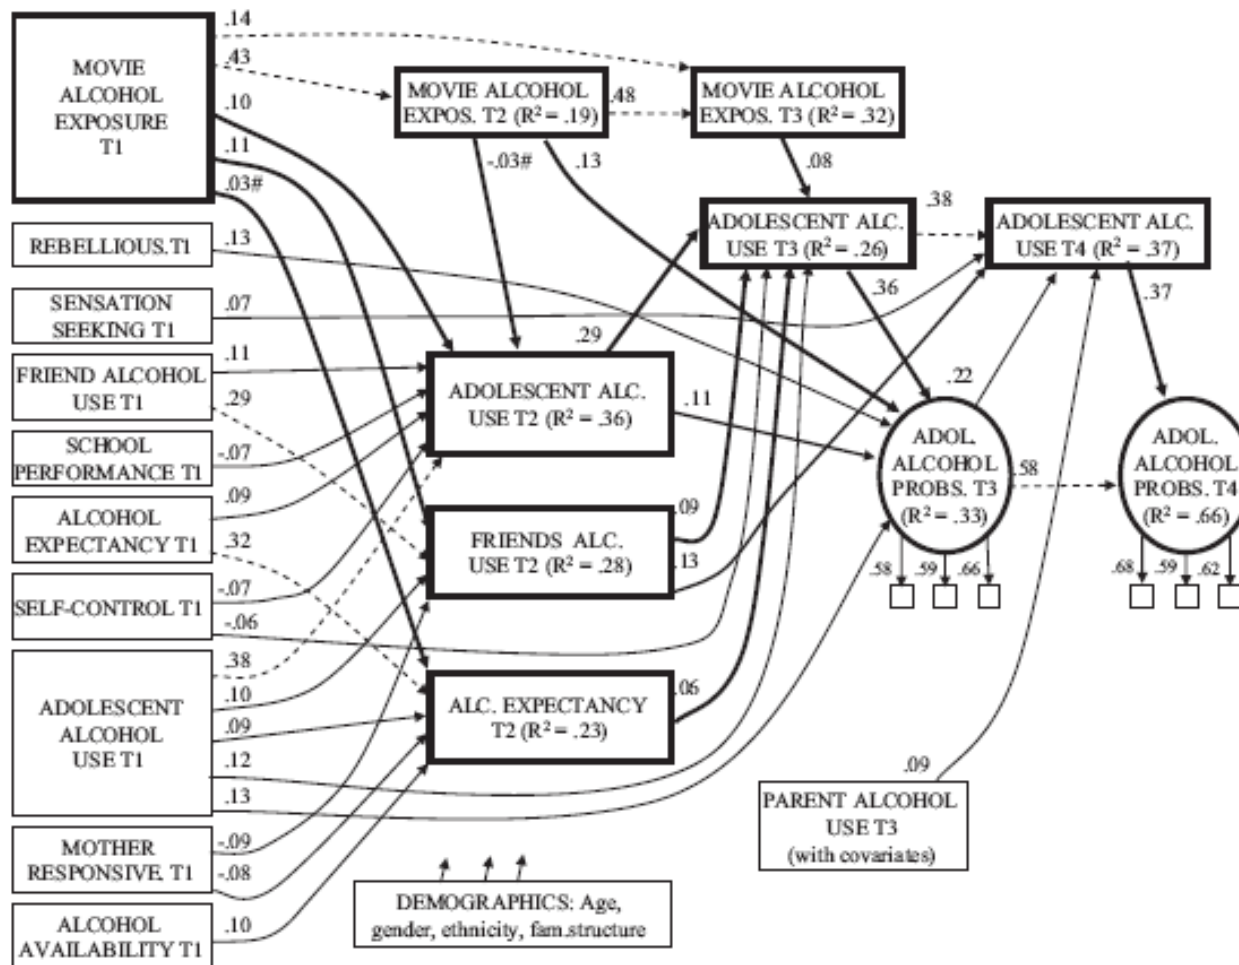 MOVIE
ALCOHOL
EXPOSURE
T1
.14
.43
.10
.11
.03#
MOVIE ALCOHOL
EXPOS. T2 (R² = .19)
.48
MOVIE ALCOHOL
EXPOS. T3 (R² = .32)
-.03#
.13
.08
REBELLIOUS.T1
.13
ADOLESCENT ALC.
USE T3 (R² = .26)
.38
ADOLESCENT ALC.
USE T4 (R² = .37)
SENSATION
SEEKING T1
.07
.36
.37
.29
FRIEND ALCOHOL
USE T1
.11
.29
ADOLESCENT ALC.
USE T2 (R² = .36)
.11
.22
SCHOOL
PERFORMANCE T1
-.07
ADOL.
ALCOHOL
PROBS. T3
(R² = .33)
.58
ADOL.
ALCOHOL
PROBS. T4
(R² = .66)
ALCOHOL
EXPECTANCY T1
.09
.32
FRIENDS ALC.
USE T2 (R² = .28)
.09
.13
.58
.59
.66
.68
.59
.62
SELF-CONTROL T1
-.07
-.06
ADOLESCENT
ALCOHOL
USE T1
.38
.10
.09
.12
.13
ALC. EXPECTANCY
T2 (R² = .23)
.06
.09
PARENT ALCOHOL
USE T3
(with covariates)
MOTHER
RESPONSIVE. T1
-.09
-.08
ALCOHOL
AVAILABILITY T1
.10
DEMOGRAPHICS: Age,
gender, ethnicity, fam.structure